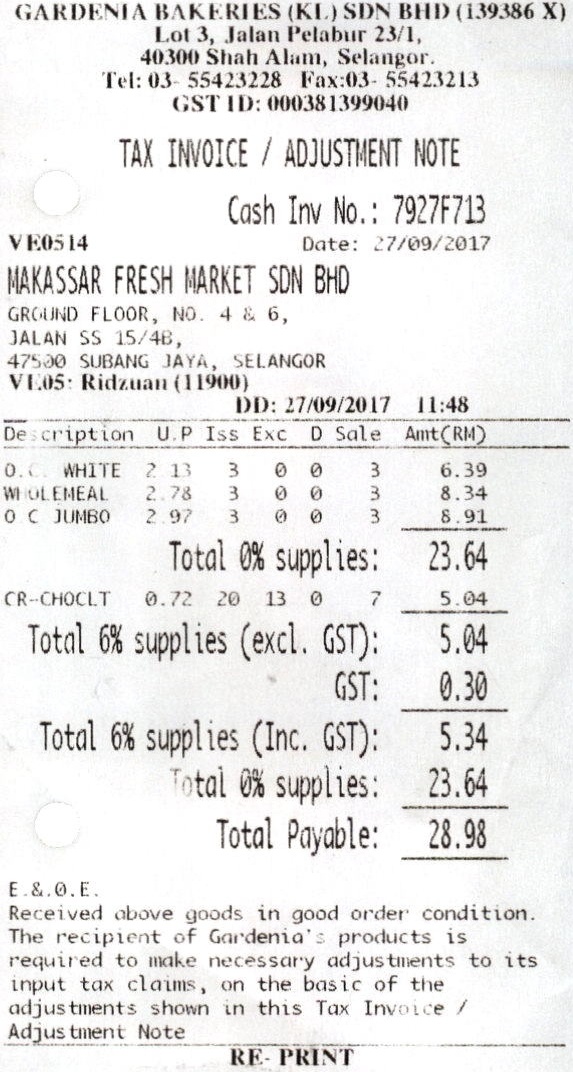 GARDENIA BAKERIES (KL) SDN BHD (139386 X)
Lot 3, Jalan Pelabur 23/1,
40300 Shah Alam, Selangor.
Tel: 03- 55423228 Fax:03- 55423213
GST ID: 000381399040
TAX INVOICE / ADJUSTMENT NOTE
Cash Inv No.: 7927F713
VE0514 Date: 27/09/2017
MAKASSAR FRESH MARKET SDN BHD
GROUND FLOOR, NO. 4 & 6,
JALAN SS 15/4B,
47500 SUBANG JAYA, SELANGOR
VL05: Ridzuan (11900)
DD: 27/09/2017 11:48
Description U.P Iss Exc D Sale Amt(RM)
O.C. WHITE 2.13 3 0 0 3 6.39
WHOLEMEAL 2.78 3 0 0 3 8.34
O.C JUMBO 2.97 3 0 0 3 8.91
Total 0% supplies: 23.64
CR-CHOCLT 0.72 20 13 0 7 5.04
Total 6% supplies (excl. GST): 5.04
GST: 0.30
Total 6% supplies (Inc. GST): 5.34
Total 0% supplies: 23.64
Total Payable: 28.98
E.&.O.E.
Received above goods in good order condition.
The recipient of Gardenia's products is
required to make necessary adjustments to its
input tax claims, on the basic of the
adjustments shown in this Tax Invoice /
Adjustment Note
RE- PRINT